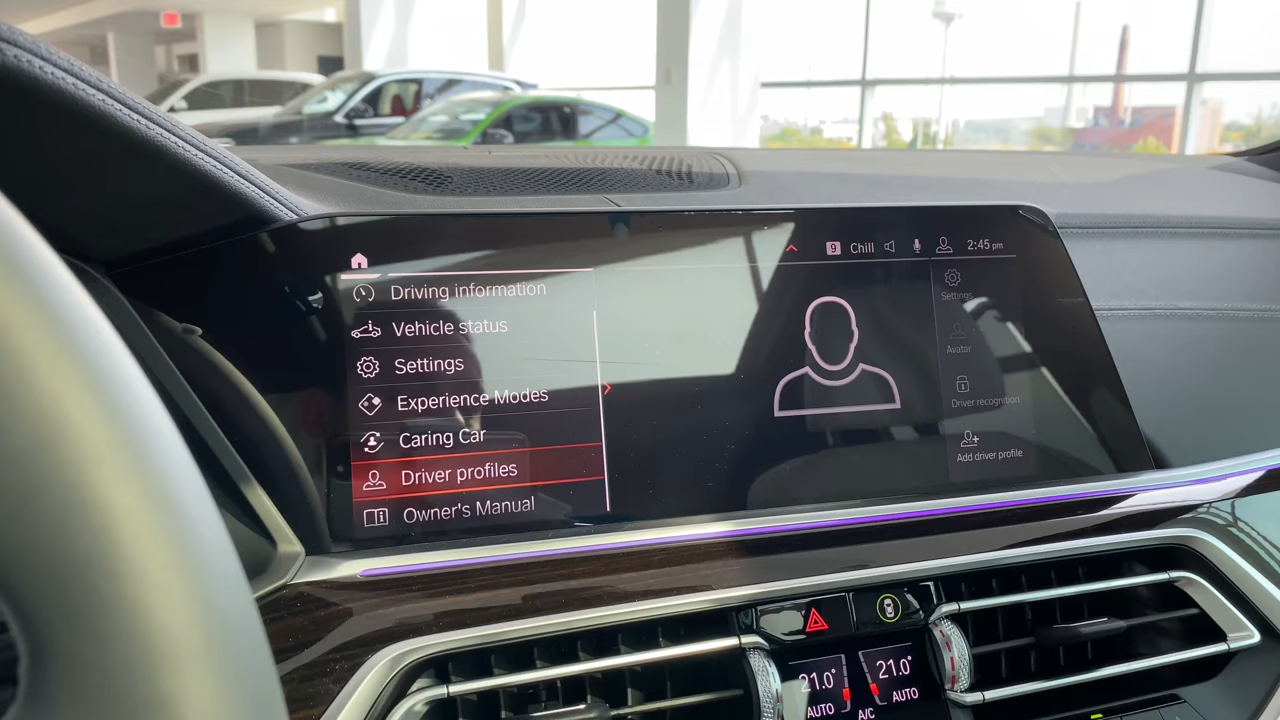 9 Chill 2:45 pm
Driving information
Vehicle status
Settings
Experience Modes
Caring Car
Driver profiles
Owner's Manual
Settings
Avatar
Driver recognition
Add driver profile
21.0° 21.0°
AUTO A/C AUTO